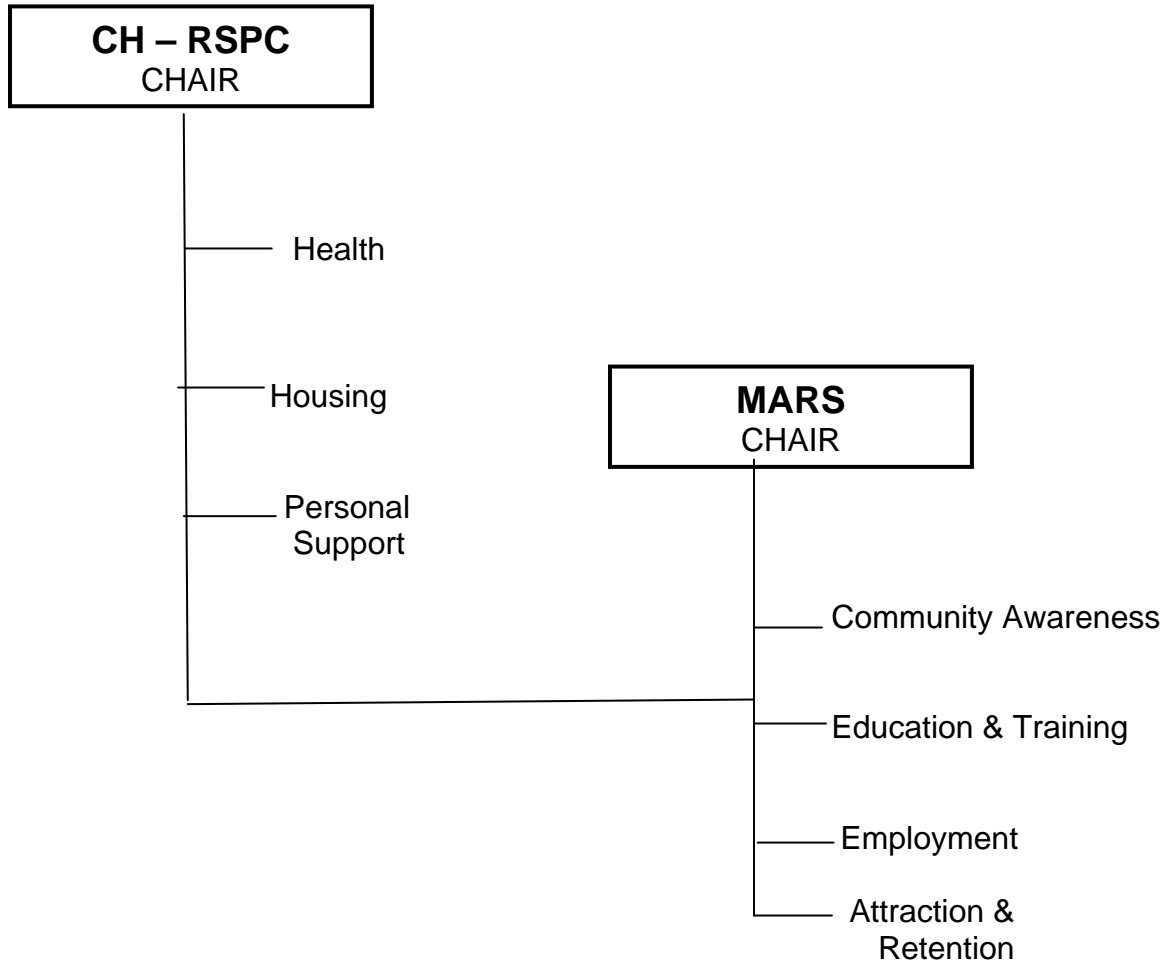 CH – RSPC
CHAIR
Health
Housing
Personal
Support
MARS
CHAIR
Community Awareness
Education & Training
Employment
Attraction &
Retention